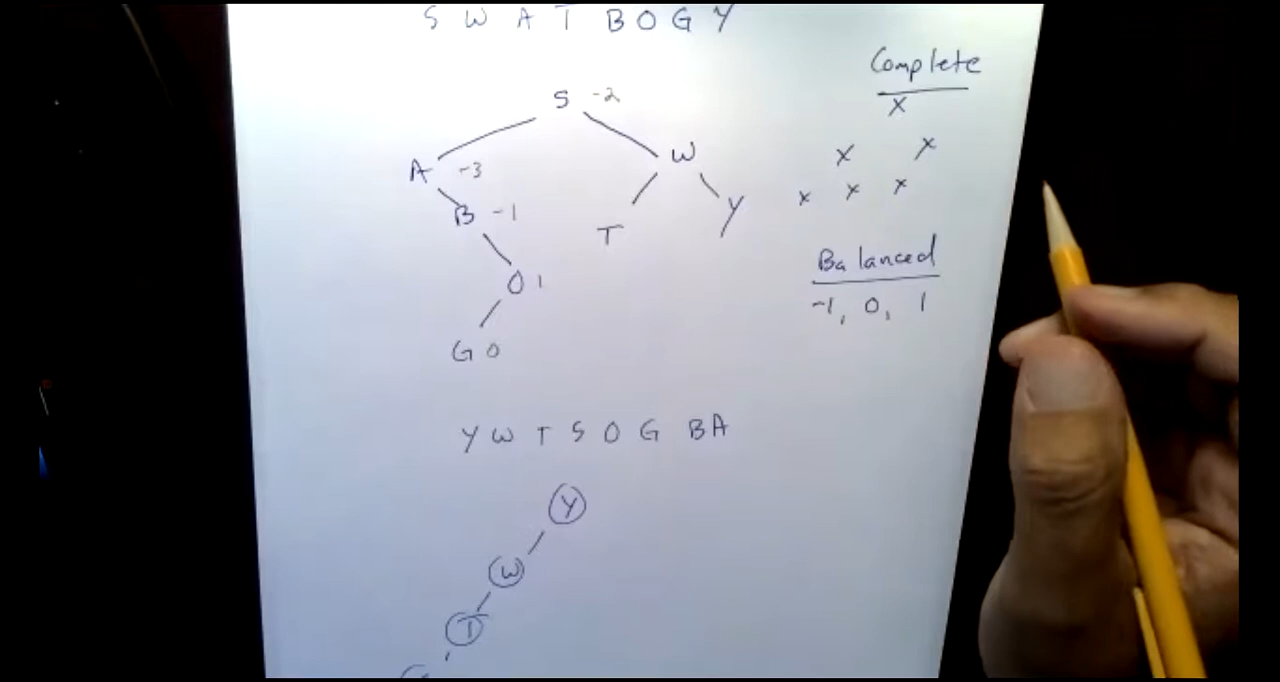 S W A T B O G Y
Complete
S -2
x
A -3
W
x x
B -1
T
Y
x x x
O 1
Balanced
-1, 0, 1
G 0
Y W T S O G B A
Y
W
T